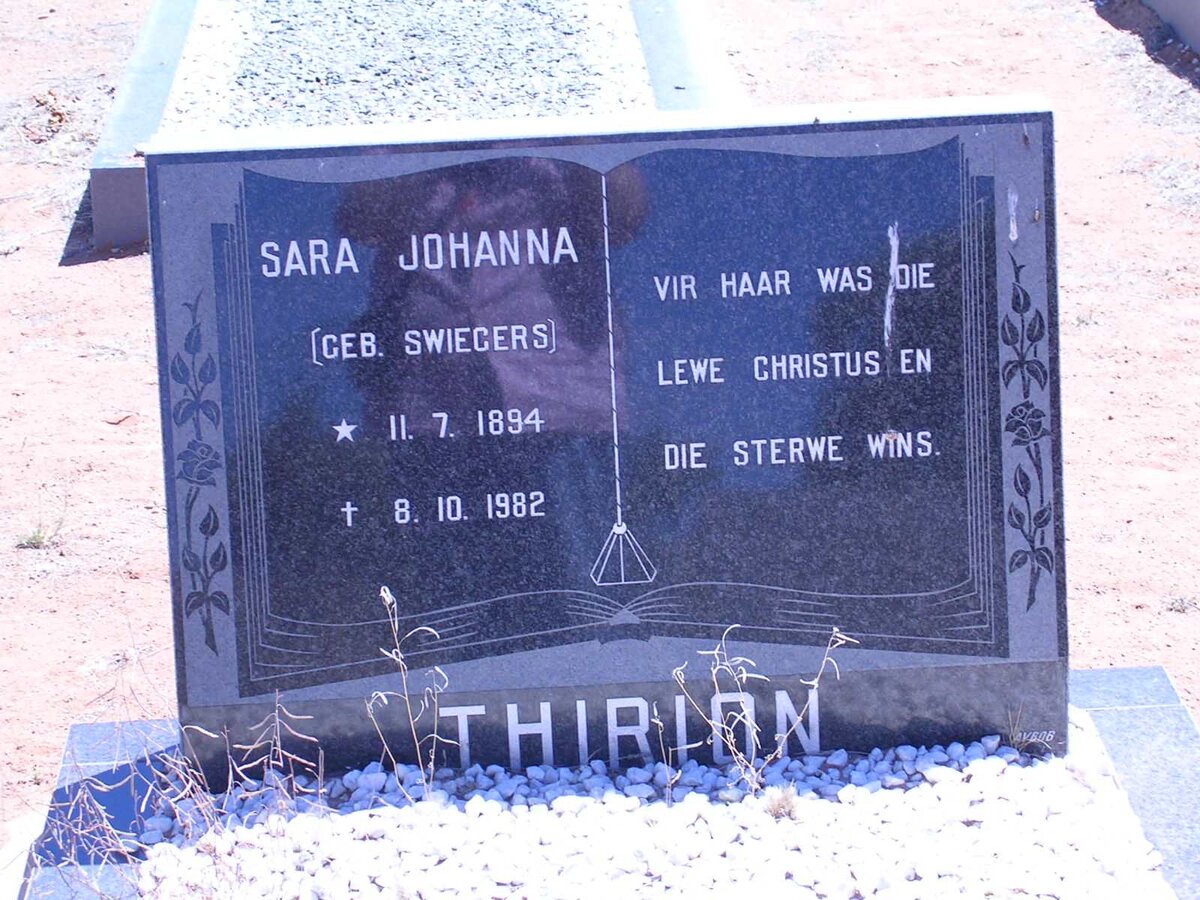 SARA JOHANNA
(GEB. SWIEGERS)
★ 11. 7. 1894
† 8. 10. 1982
VIR HAAR WAS DIE
LEWE CHRISTUS EN
DIE STERWE WINS.
THIRION